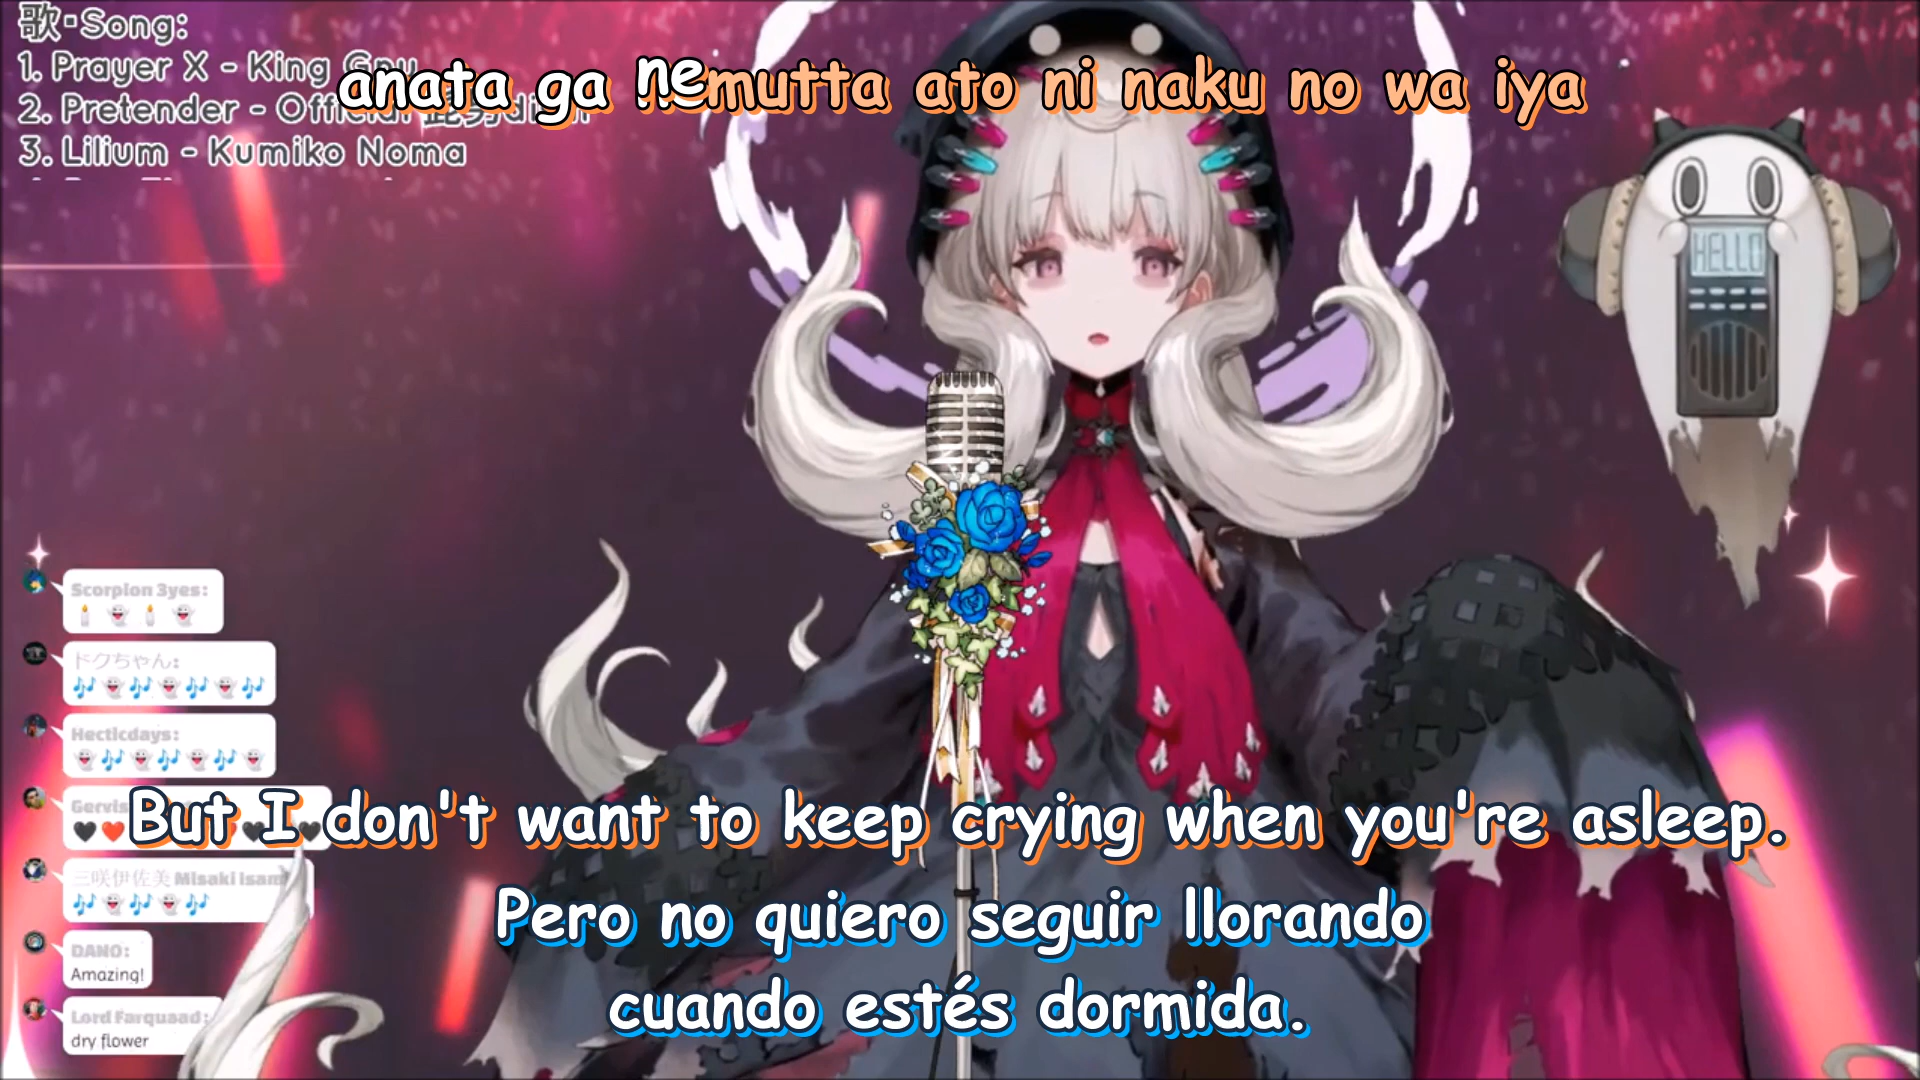 歌・Song:
1. Prayer X - King Gnu
2. Pretender - Official
3. Lilium - Kumiko Noma
anata ga nemutta ato ni naku no wa iya
HELLO
Scorpion 3yes:
🕯️ 👻 🕯️ 👻
ドクちゃん:
🎶👻🎶👻🎶👻🎶
Hecticdays:
👻🎶👻🎶👻🎶👻
Gervis
三咲伊佐美 Misaki Isami
🎶👻🎶👻🎶
DANO:
Amazing!
Lord Farquaad:
dry flower
But I don't want to keep crying when you're asleep.
Pero no quiero seguir llorando
cuando estés dormida.